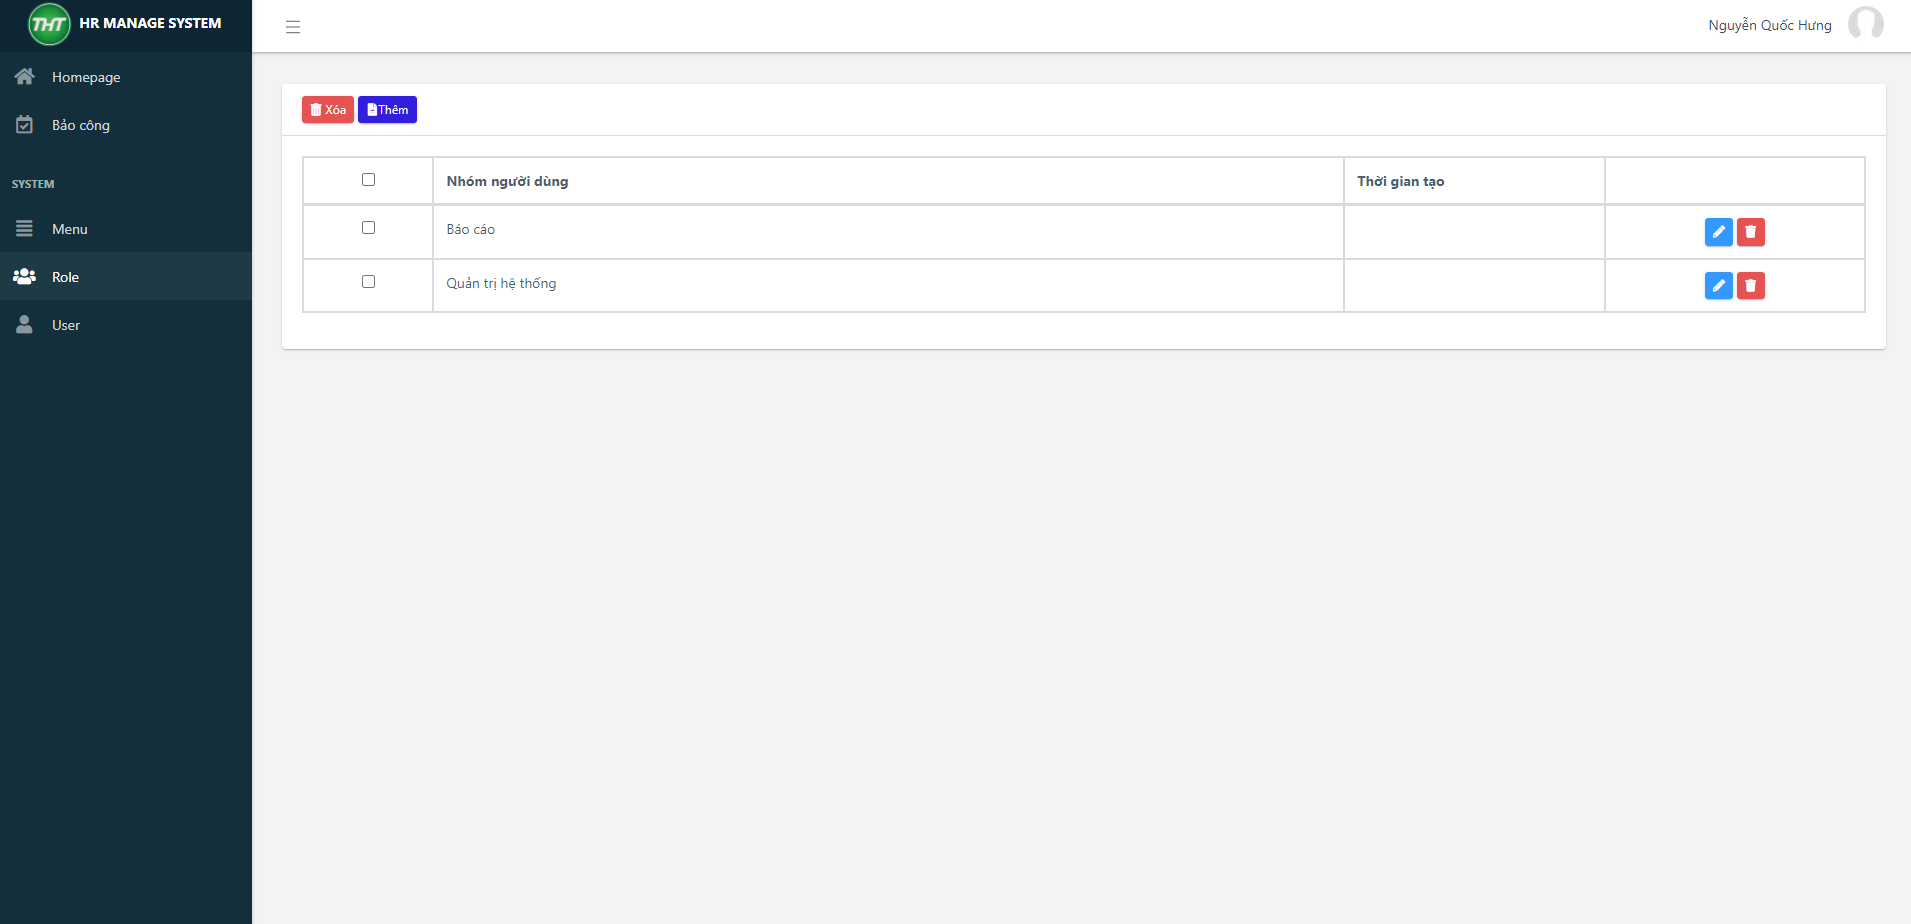 THT HR MANAGE SYSTEM
Nguyễn Quốc Hưng
Homepage
Bảo công
SYSTEM
Menu
Role
User
Xóa Thêm
Nhóm người dùng Thời gian tạo
Báo cáo
Quản trị hệ thống